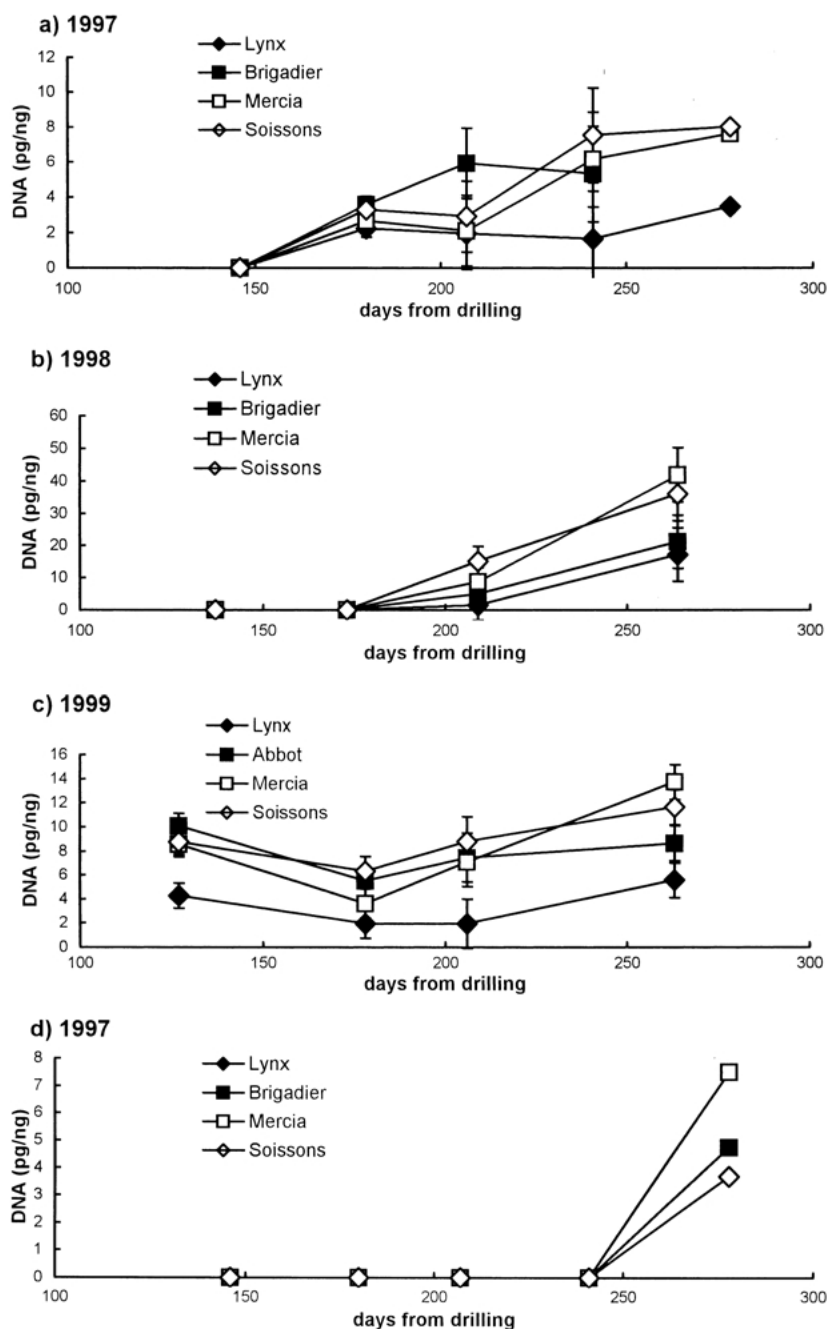 a) 1997
Lynx
Brigadier
Mercia
Soissons
DNA (pg/ng)
12
10
8
6
4
2
0
100 150 200 250 300
days from drilling
b) 1998
Lynx
Brigadier
Mercia
Soissons
DNA (pg/ng)
60
50
40
30
20
10
0
100 150 200 250 300
days from drilling
c) 1999
Lynx
Abbot
Mercia
Soissons
DNA (pg/ng)
16
14
12
10
8
6
4
2
0
100 150 200 250 300
days from drilling
d) 1997
Lynx
Brigadier
Mercia
Soissons
DNA (pg/ng)
8
7
6
5
4
3
2
1
0
100 150 200 250 300
days from drilling